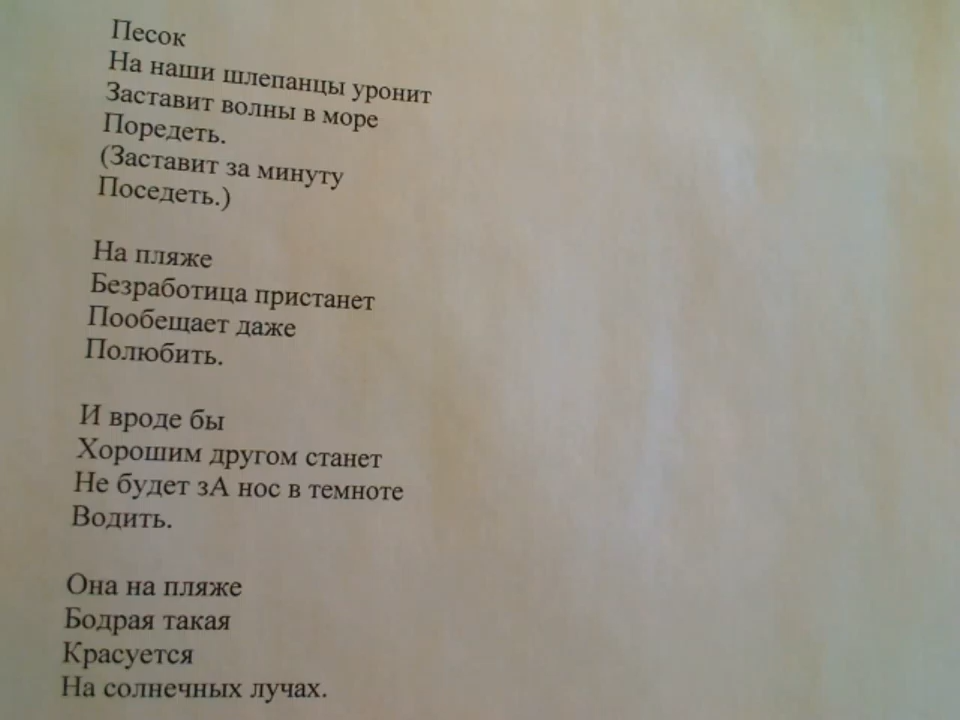 Песок
На наши шлепанцы уронит
Заставит волны в море
Поредеть.
(Заставит за минуту
Поседеть.)
На пляже
Безработица пристанет
Пообещает даже
Полюбить.
И вроде бы
Хорошим другом станет
Не будет зА нос в темноте
Водить.
Она на пляже
Бодрая такая
Красуется
На солнечных лучах.